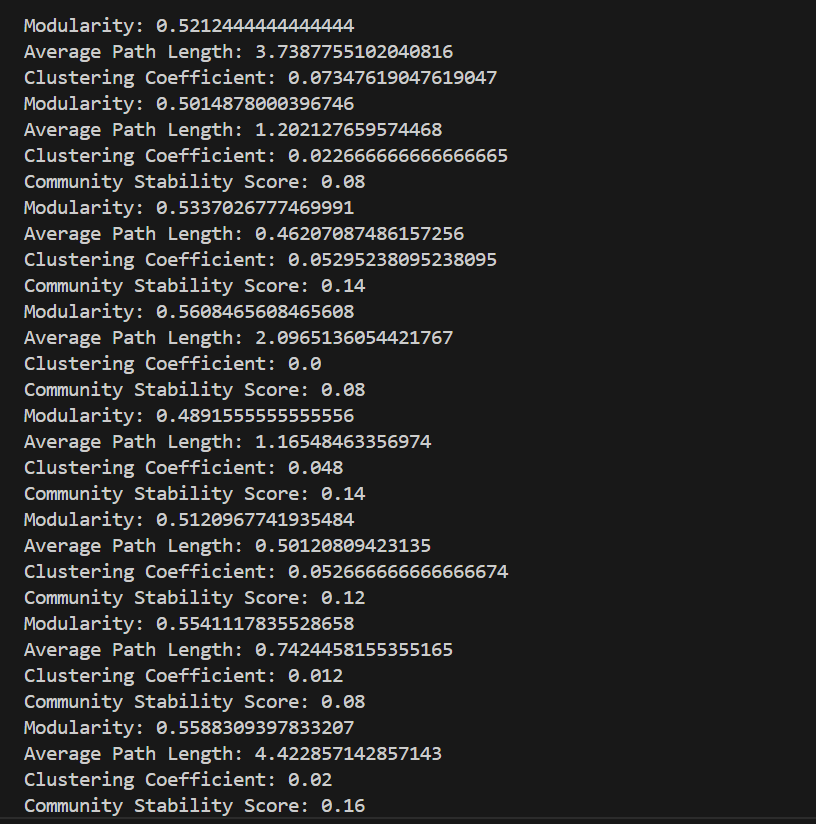 Modularity: 0.5212444444444444
Average Path Length: 3.7387755102040816
Clustering Coefficient: 0.07347619047619047
Modularity: 0.5014878000396746
Average Path Length: 1.202127659574468
Clustering Coefficient: 0.022666666666666665
Community Stability Score: 0.08
Modularity: 0.5337026777469991
Average Path Length: 0.46207087486157256
Clustering Coefficient: 0.05295238095238095
Community Stability Score: 0.14
Modularity: 0.5608465608465608
Average Path Length: 2.0965136054421767
Clustering Coefficient: 0.0
Community Stability Score: 0.08
Modularity: 0.4891555555555556
Average Path Length: 1.16548463356974
Clustering Coefficient: 0.048
Community Stability Score: 0.14
Modularity: 0.5120967741935484
Average Path Length: 0.50120809423135
Clustering Coefficient: 0.052666666666666674
Community Stability Score: 0.12
Modularity: 0.5541117835528658
Average Path Length: 0.7424458155355165
Clustering Coefficient: 0.012
Community Stability Score: 0.08
Modularity: 0.5588309397833207
Average Path Length: 4.422857142857143
Clustering Coefficient: 0.02
Community Stability Score: 0.16